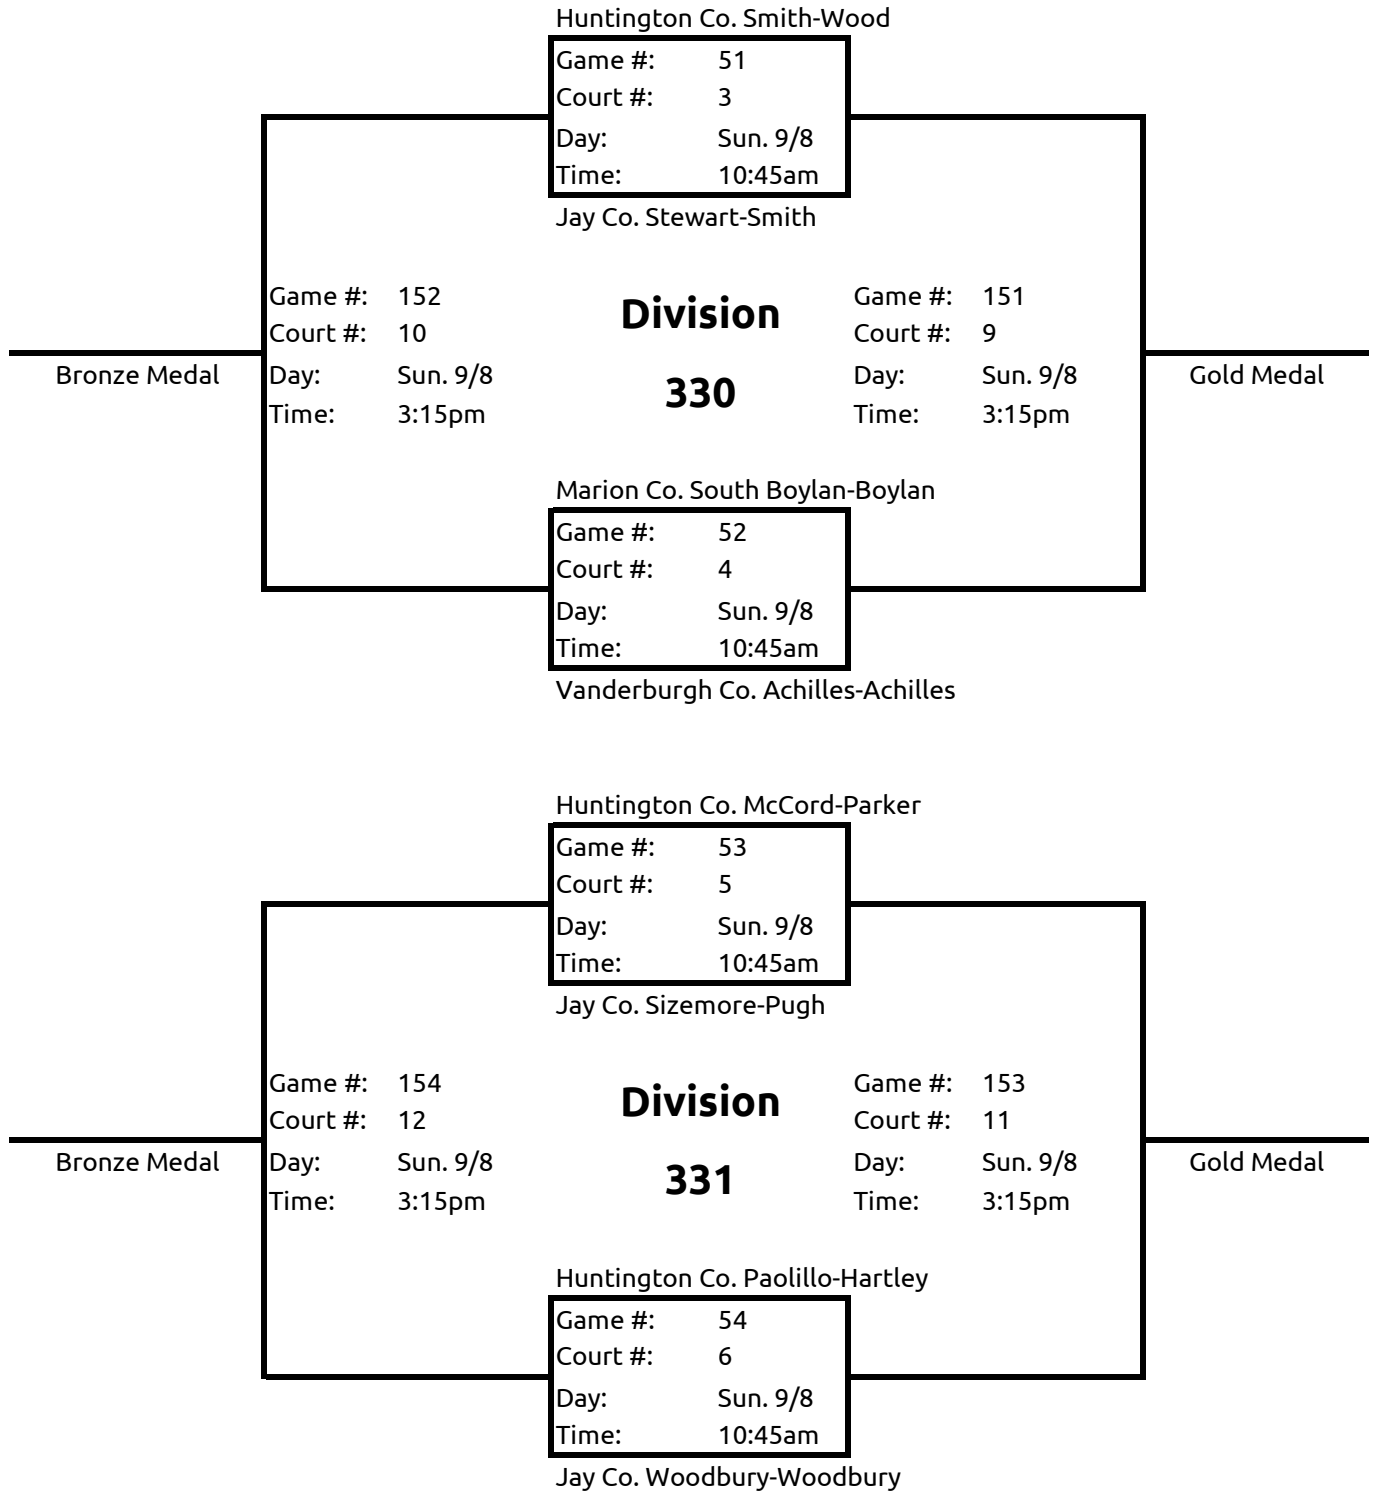 Huntington Co. Smith-Wood
Game #: 51
Court #: 3
Day: Sun. 9/8
Time: 10:45am
Jay Co. Stewart-Smith
Game #: 152
Court #: 10
Day: Sun. 9/8
Time: 3:15pm
Bronze Medal
Division
330
Game #: 151
Court #: 9
Day: Sun. 9/8
Time: 3:15pm
Gold Medal
Marion Co. South Boylan-Boylan
Game #: 52
Court #: 4
Day: Sun. 9/8
Time: 10:45am
Vanderburgh Co. Achilles-Achilles
Huntington Co. McCord-Parker
Game #: 53
Court #: 5
Day: Sun. 9/8
Time: 10:45am
Jay Co. Sizemore-Pugh
Game #: 154
Court #: 12
Day: Sun. 9/8
Time: 3:15pm
Bronze Medal
Division
331
Game #: 153
Court #: 11
Day: Sun. 9/8
Time: 3:15pm
Gold Medal
Huntington Co. Paolillo-Hartley
Game #: 54
Court #: 6
Day: Sun. 9/8
Time: 10:45am
Jay Co. Woodbury-Woodbury